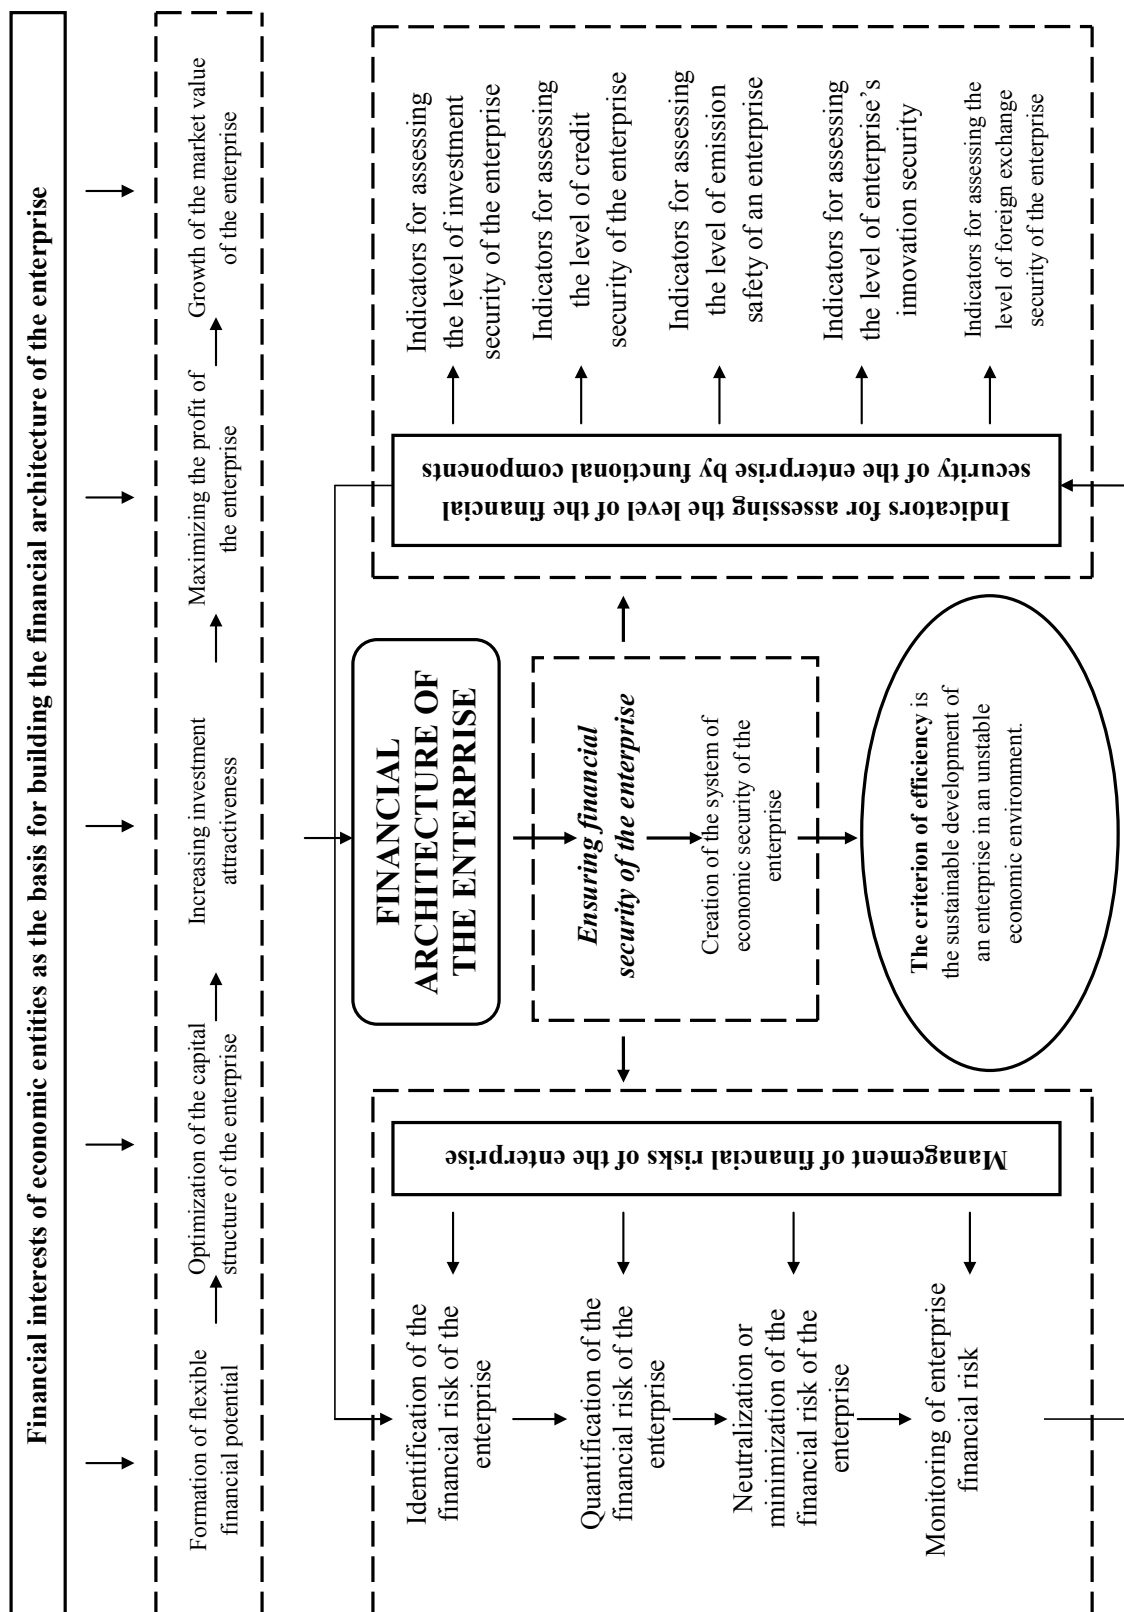 Financial interests of economic entities as the basis for building the financial architecture of the enterprise
Formation of flexible
financial potential
Optimization of the capital
structure of the enterprise
Increasing investment
attractiveness
Maximizing the profit of
the enterprise
Growth of the market value
of the enterprise
FINANCIAL
ARCHITECTURE OF
THE ENTERPRISE
Management of financial risks of the enterprise
Identification of the
financial risk of the
enterprise
Quantification of the
financial risk of the
enterprise
Neutralization or
minimization of the
financial risk of the
enterprise
Monitoring of enterprise
financial risk
Ensuring financial
security of the enterprise
Creation of the system of
economic security of the
enterprise
The criterion of efficiency is
the sustainable development of
an enterprise in an unstable
economic environment.
Indicators for assessing the level of the financial
security of the enterprise by functional components
Indicators for assessing
the level of investment
security of the enterprise
Indicators for assessing
the level of credit
security of the enterprise
Indicators for assessing
the level of emission
safety of an enterprise
Indicators for assessing
the level of enterprise’s
innovation security
Indicators for assessing the
level of foreign exchange
security of the enterprise